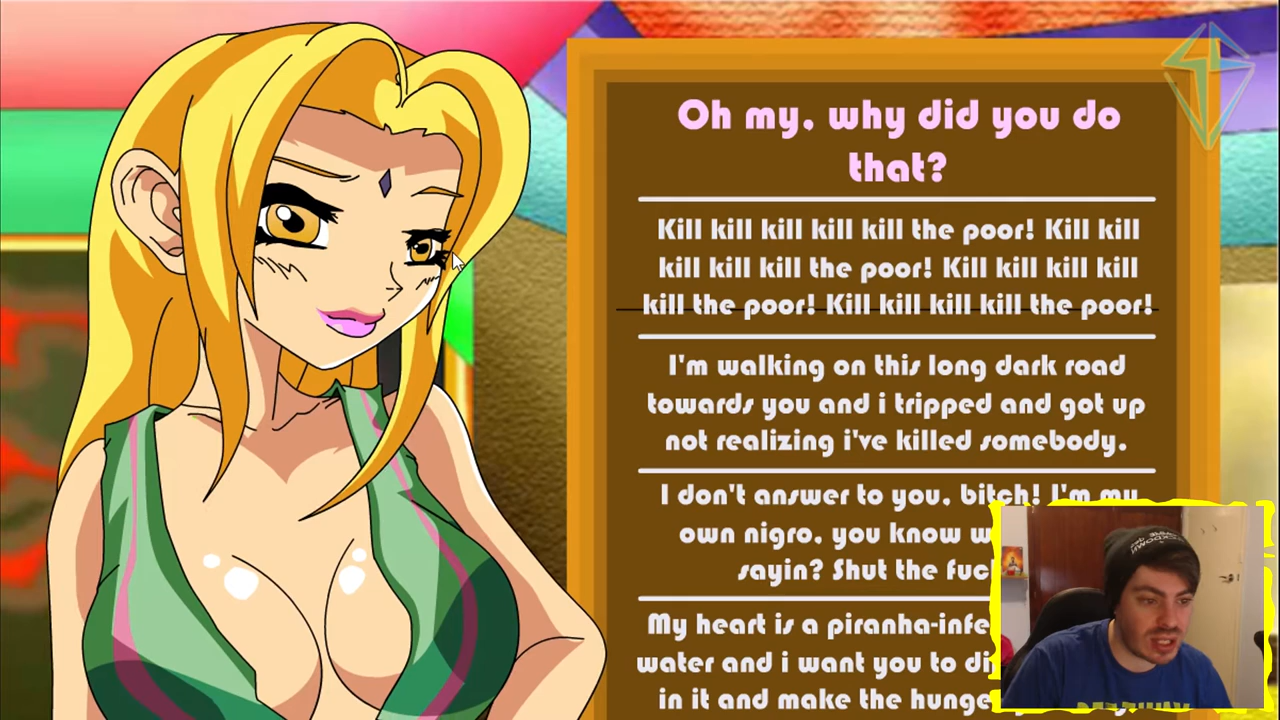 Oh my, why did you do
that?
Kill kill kill kill kill the poor! Kill kill
kill kill kill the poor! Kill kill kill kill
kill the poor! Kill kill kill kill the poor!
I'm walking on this long dark road
towards you and i tripped and got up
not realizing i've killed somebody.
I don't answer to you, bitch! I'm my
own nigro, you know
sayin? Shut the
My heart is a
water and i want you to
in it and make the